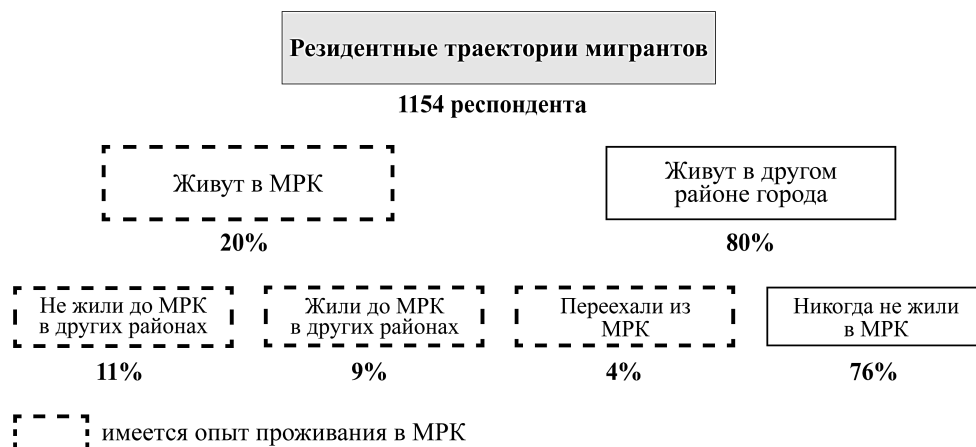 Резидентные траектории мигрантов
1154 респондента
Живут в МРК
Живут в другом
районе города
20%
80%
Не жили до МРК
в других районах
Жили до МРК
в других районах
Переехали из
МРК
Никогда не жили
в МРК
11%
9%
4%
76%
имеется опыт проживания в МРК